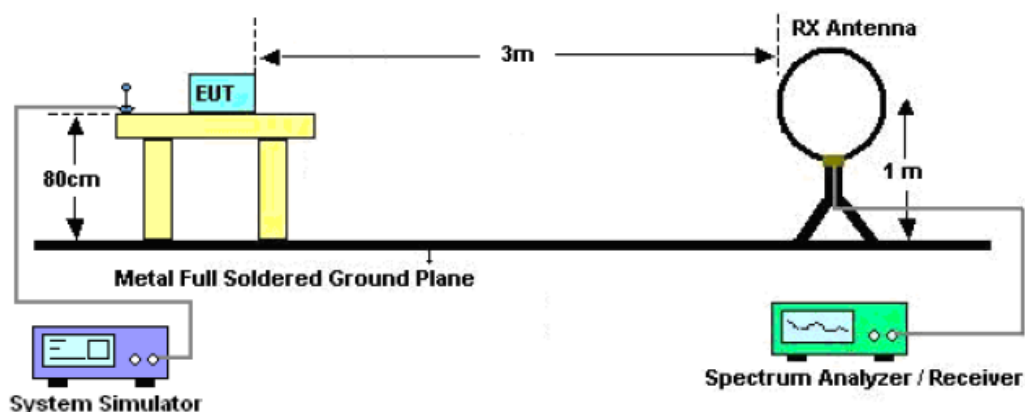 RX Antenna
3m
EUT
80cm
1 m
Metal Full Soldered Ground Plane
System Simulator
Spectrum Analyzer / Receiver